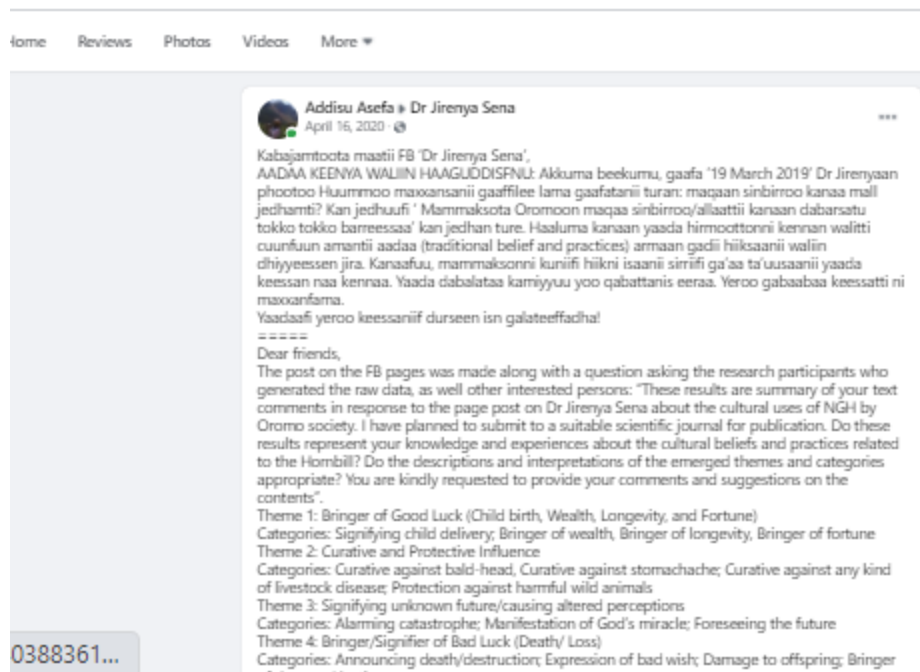 Home Reviews Photos Videos More
Addisu Asefa ▸ Dr Jirenya Sena
April 16, 2020 ·
Kabajamtoota maatii FB 'Dr Jirenya Sena',
AADAA KEENYA WALIIN HAAGUDDISFNU: Akkuma beekumu, gaafa '19 March 2019' Dr Jirenyaan
phootoo Huummoo maxxansanii gaaffilee lama gaafatanii turan: maqaan sinbirroo kanaa mall
jedhamti? Kan jedhuufi ' Mammaksota Oromoon maqaa sinbirroo/allaattii kanaan dabarsatu
tokko tokko barreessaa' kan jedhan ture. Haaluma kanaan yaada hirmoottonni kennan walitti
cuunfuun amantii aadaa (traditional belief and practices) armaan gadii hiiksaanii waliin
dhiyyeessen jira. Kanaafuu, mammaksonni kuniifi hiikni isaanii sirriifi ga'aa ta'uusaanii yaada
keessan naa kennaa. Yaada dabalataa kamiyyuu yoo qabattanis eeraa. Yeroo gabaabaa keessatti ni
maxxanfama.
Yaadaafi yeroo keessaniif durseen isn galateeffadha!
=====
Dear friends,
The post on the FB pages was made along with a question asking the research participants who
generated the raw data, as well other interested persons: "These results are summary of your text
comments in response to the page post on Dr Jirenya Sena about the cultural uses of NGH by
Oromo society. I have planned to submit to a suitable scientific journal for publication. Do these
results represent your knowledge and experiences about the cultural beliefs and practices related
to the Hornbill? Do the descriptions and interpretations of the emerged themes and categories
appropriate? You are kindly requested to provide your comments and suggestions on the
contents".
Theme 1: Bringer of Good Luck (Child birth, Wealth, Longevity, and Fortune)
Categories: Signifying child delivery; Bringer of wealth, Bringer of longevity, Bringer of fortune
Theme 2: Curative and Protective Influence
Categories: Curative against bald-head, Curative against stomachache; Curative against any kind
of livestock disease; Protection against harmful wild animals
Theme 3: Signifying unknown future/causing altered perceptions
Categories: Alarming catastrophe; Manifestation of God's miracle; Foreseeing the future
Theme 4: Bringer/Signifier of Bad Luck (Death/ Loss)
Categories: Announcing death/destruction; Expression of bad wish; Damage to offspring; Bringer
0388361...